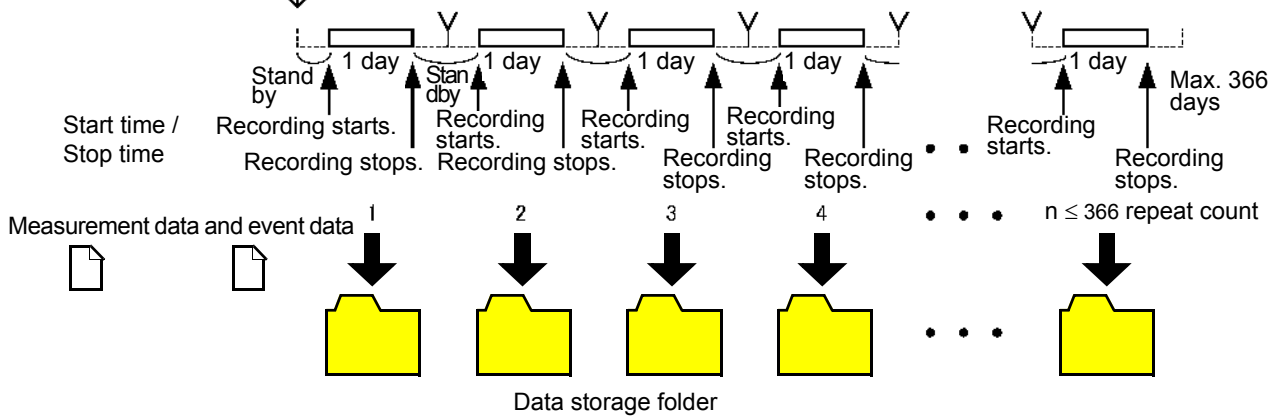 1 day
1 day
1 day
1 day
1 day
Stand
by
Stan
dby
Max. 366
days
Start time /
Stop time
Recording starts.
Recording stops.
Recording
starts.
Recording stops.
Recording
starts.
Recording
stops.
Recording
starts.
Recording
stops.
Recording
starts.
Recording
stops.
Measurement data and event data
1
2
3
4
n ≤ 366 repeat count
Data storage folder